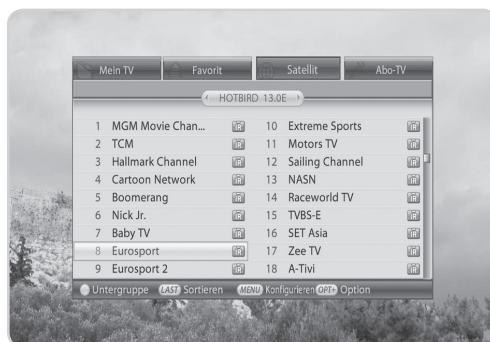 Mein TV Favorit Satellit Abo-TV
HOTBIRD 13.0E
1 MGM Movie Chan...
2 TCM
3 Hallmark Channel
4 Cartoon Network
5 Boomerang
6 Nick Jr.
7 Baby TV
8 Eurosport
9 Eurosport 2
10 Extreme Sports
11 Motors TV
12 Sailing Channel
13 NASN
14 Raceworld TV
15 TVBS-E
16 SET Asia
17 Zee TV
18 A-Tivi
Untergruppe LAST Sortieren MENU Konfigurieren OPT+ Option